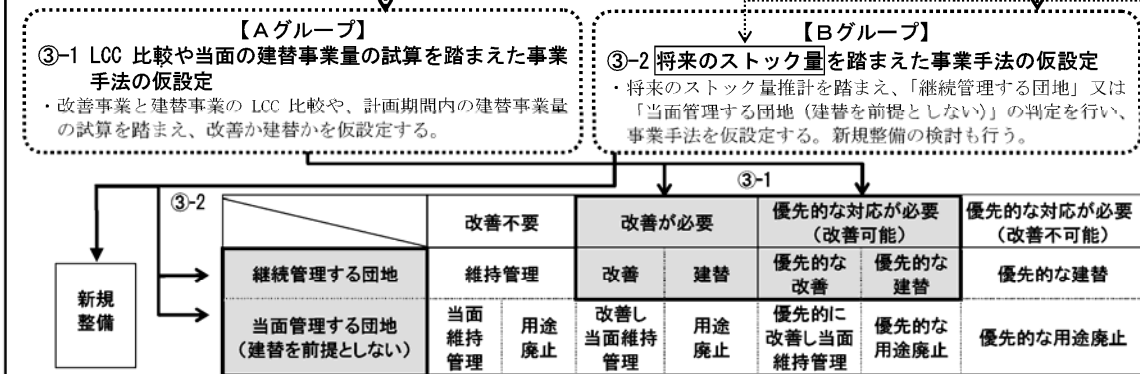 【Aグループ】
③-1 LCC 比較や当面の建替事業量の試算を踏まえた事業
手法の仮設定
・改善事業と建替事業の LCC 比較や、計画期間内の建替事業量
の試算を踏まえ、改善か建替かを仮設定する。
【Bグループ】
③-2 将来のストック量を踏まえた事業手法の仮設定
・将来のストック量推計を踏まえ、「継続管理する団地」又は
「当面管理する団地（建替を前提としない）」の判定を行い、
事業手法を仮設定する。新規整備の検討も行う。
③-1
③-2
新規
整備
改善不要
改善が必要
優先的な対応が必要
（改善可能）
優先的な対応が必要
（改善不可能）
継続管理する団地
維持管理
改善
建替
優先的な
改善
優先的な
建替
優先的な建替
当面管理する団地
（建替を前提としない）
当面
維持
管理
用途
廃止
改善し
当面維持
管理
用途
廃止
優先的に
改善し当面
維持管理
優先的な
用途廃止
優先的な用途廃止